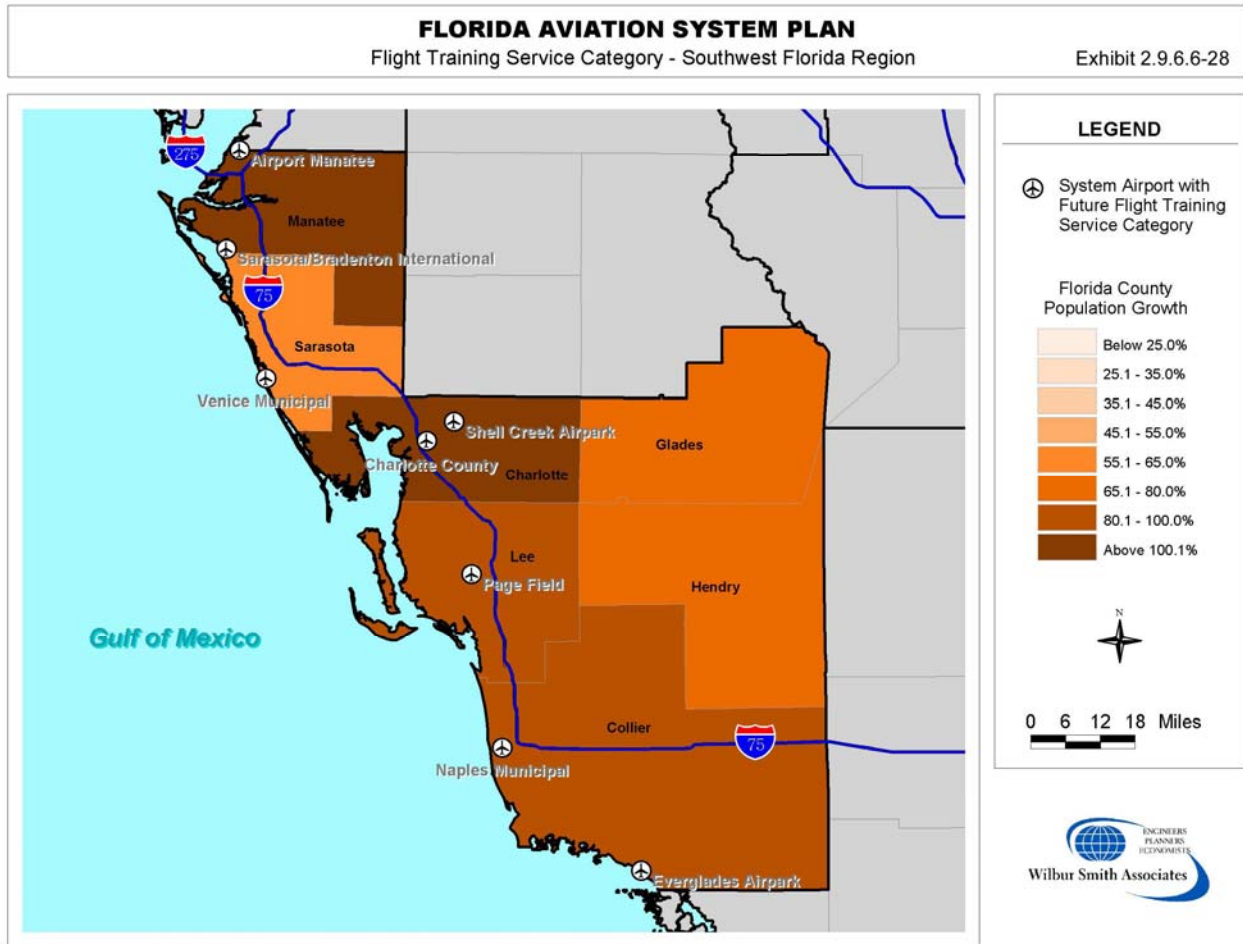 FLORIDA AVIATION SYSTEM PLAN
Flight Training Service Category - Southwest Florida Region
Exhibit 2.9.6.6-28
275
Airport Manatee
Manatee
Sarasota/Bradenton International
75
Sarasota
Venice Municipal
Shell Creek Airpark
Charlotte County
Charlotte
Glades
Lee
Page Field
Hendry
Gulf of Mexico
Collier
75
Naples Municipal
Everglades Airpark
LEGEND
System Airport with
Future Flight Training
Service Category
Florida County
Population Growth
Below 25.0%
25.1 - 35.0%
35.1 - 45.0%
45.1 - 55.0%
55.1 - 65.0%
65.1 - 80.0%
80.1 - 100.0%
Above 100.1%
N
0 6 12 18 Miles
ENGINEERS
PLANNERS
ECONOMISTS
Wilbur Smith Associates